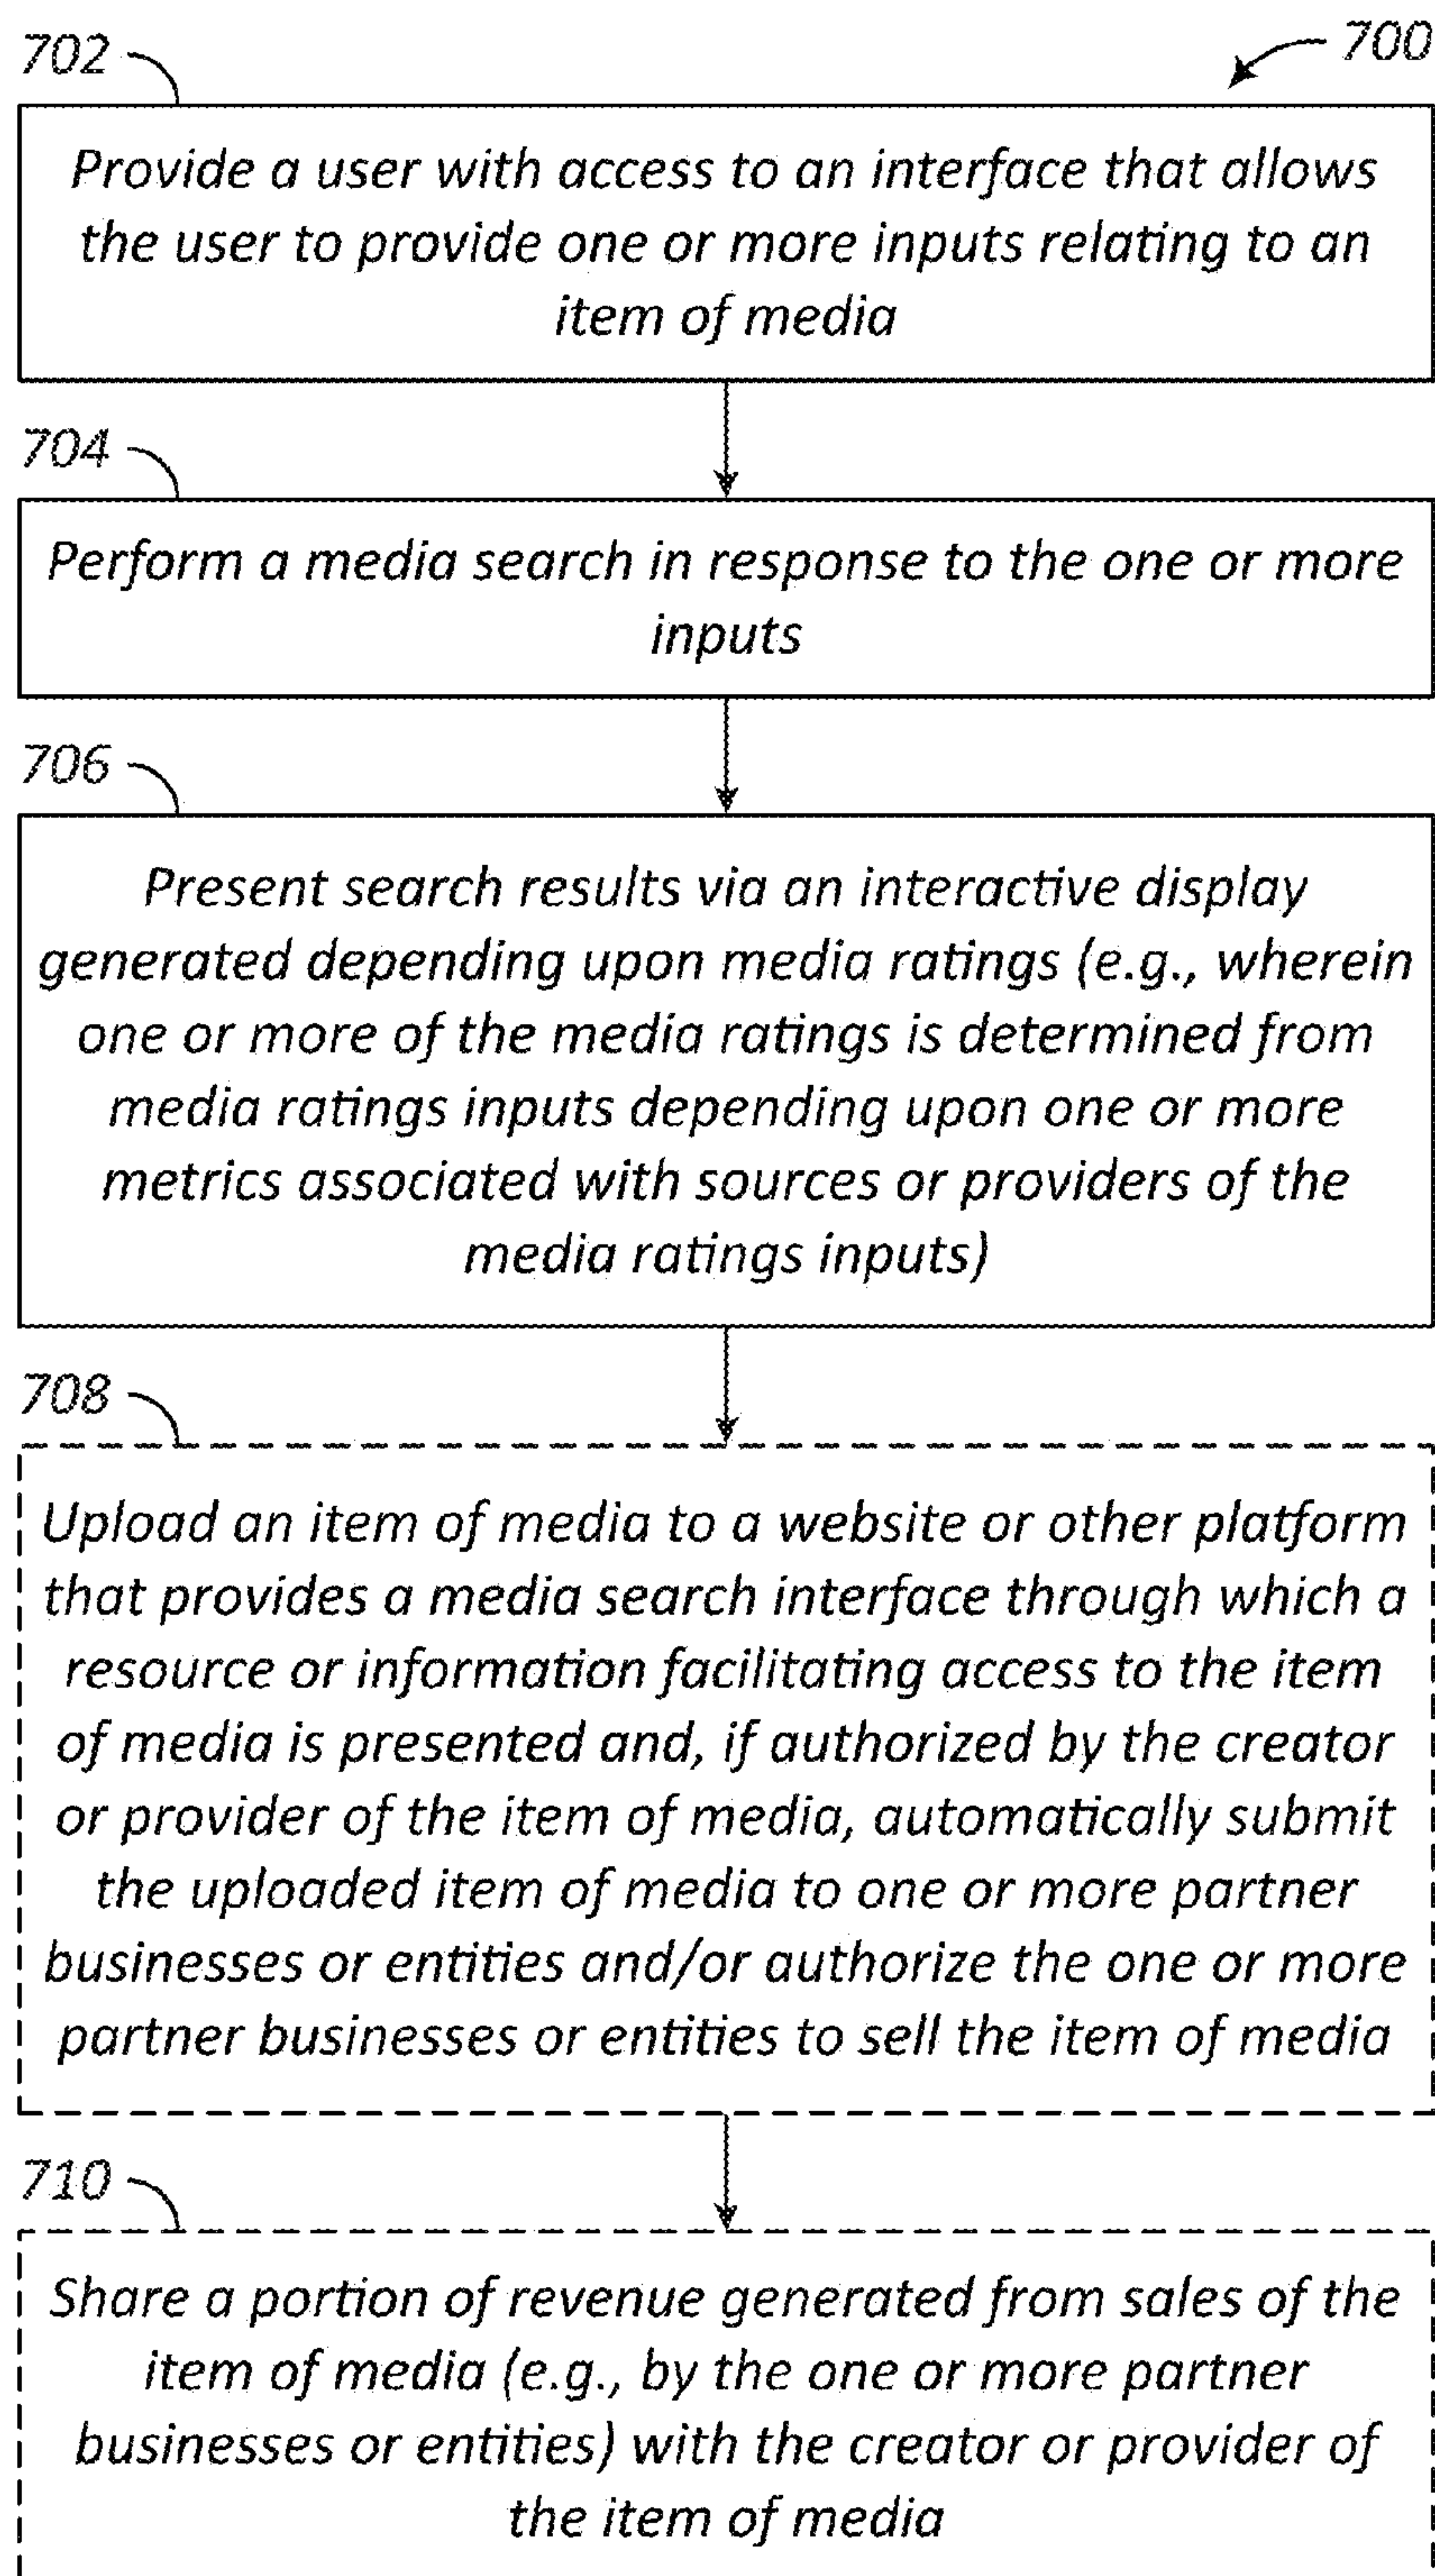 702
700
Provide a user with access to an interface that allows
the user to provide one or more inputs relating to an
item of media
704
Perform a media search in response to the one or more
inputs
706
Present search results via an interactive display
generated depending upon media ratings (e.g., wherein
one or more of the media ratings is determined from
media ratings inputs depending upon one or more
metrics associated with sources or providers of the
media ratings inputs)
708
Upload an item of media to a website or other platform
that provides a media search interface through which a
resource or information facilitating access to the item
of media is presented and, if authorized by the creator
or provider of the item of media, automatically submit
the uploaded item of media to one or more partner
businesses or entities and/or authorize the one or more
partner businesses or entities to sell the item of media
710
Share a portion of revenue generated from sales of the
item of media (e.g., by the one or more partner
businesses or entities) with the creator or provider of
the item of media